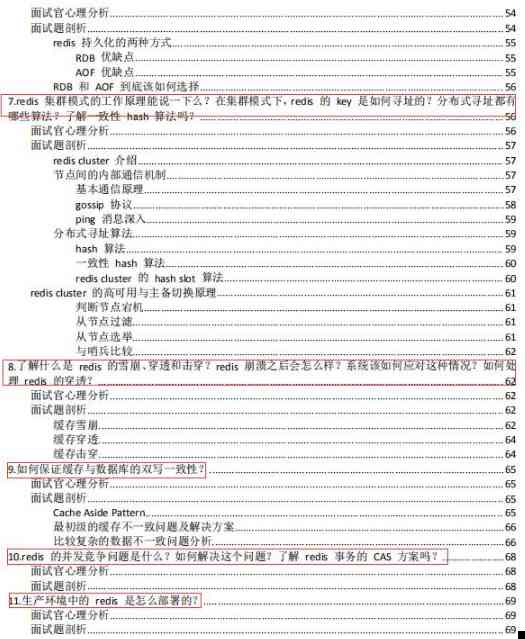 面试官心理分析 54
面试题剖析 54
redis 持久化的两种方式 55
RDB 优缺点 55
AOF 优缺点 55
RDB 和 AOF 到底该如何选择 56
7.redis 集群模式的工作原理能说一下么？在集群模式下，redis 的 key 是如何寻址的？分布式寻址都有
哪些算法？了解一致性 hash 算法吗？ 56
面试官心理分析 56
面试题剖析 57
redis cluster 介绍 57
节点间的内部通信机制 57
基本通信原理 57
gossip 协议 58
ping 消息深入 59
分布式寻址算法 59
hash 算法 59
一致性 hash 算法 60
redis cluster 的 hash slot 算法 60
redis cluster 的高可用与主备切换原理 61
判断节点宕机 61
从节点过滤 61
从节点选举 61
与哨兵比较 62
8.了解什么是 redis 的雪崩、穿透和击穿？redis 崩溃之后会怎么样？系统该如何应对这种情况？如何处
理 redis 的穿透？ 62
面试官心理分析 62
面试题剖析 62
缓存雪崩 62
缓存穿透 64
缓存击穿 64
9.如何保证缓存与数据库的双写一致性？ 65
面试官心理分析 65
面试题剖析 65
Cache Aside Pattern 65
最初级的缓存不一致问题及解决方案 66
比较复杂的数据不一致问题分析 66
10.redis 的并发竞争问题是什么？如何解决这个问题？了解 redis 事务的 CAS 方案吗？ 68
面试官心理分析 68
面试题剖析 68
11.生产环境中的 redis 是怎么部署的？ 69
面试官心理分析 69
面试题剖析 69